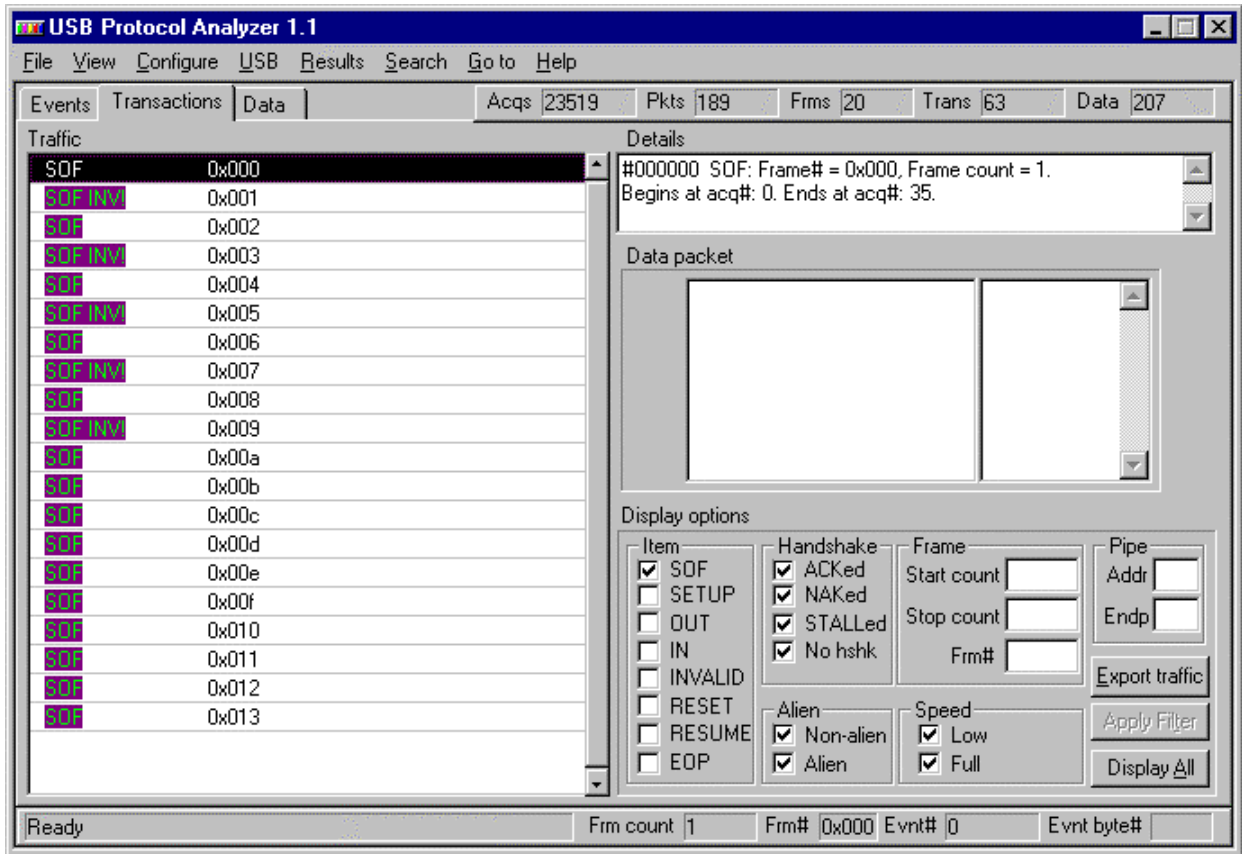 USB Protocol Analyzer 1.1
File View Configure USB Results Search Go to Help
Events Transactions Data Acqs 23519 Pkts 189 Frms 20 Trans 63 Data 207
Traffic
SOF 0x000
SOF INV! 0x001
SOF 0x002
SOF INV! 0x003
SOF 0x004
SOF INV! 0x005
SOF 0x006
SOF INV! 0x007
SOF 0x008
SOF INV! 0x009
SOF 0x00a
SOF 0x00b
SOF 0x00c
SOF 0x00d
SOF 0x00e
SOF 0x00f
SOF 0x010
SOF 0x011
SOF 0x012
SOF 0x013
Details
#000000 SOF: Frame# = 0x000, Frame count = 1.
Begins at acq#: 0. Ends at acq#: 35.
Data packet
Display options
Item
SOF
SETUP
OUT
IN
INVALID
RESET
RESUME
EOP
Handshake
ACKed
NAKed
STALLed
No hshk
Frame
Start count
Stop count
Frm#
Pipe
Addr
Endp
Alien
Non-alien
Alien
Speed
Low
Full
Export traffic
Apply Filter
Display All
Ready Frm count 1 Frm# 0x000 Evnt# 0 Evnt byte#